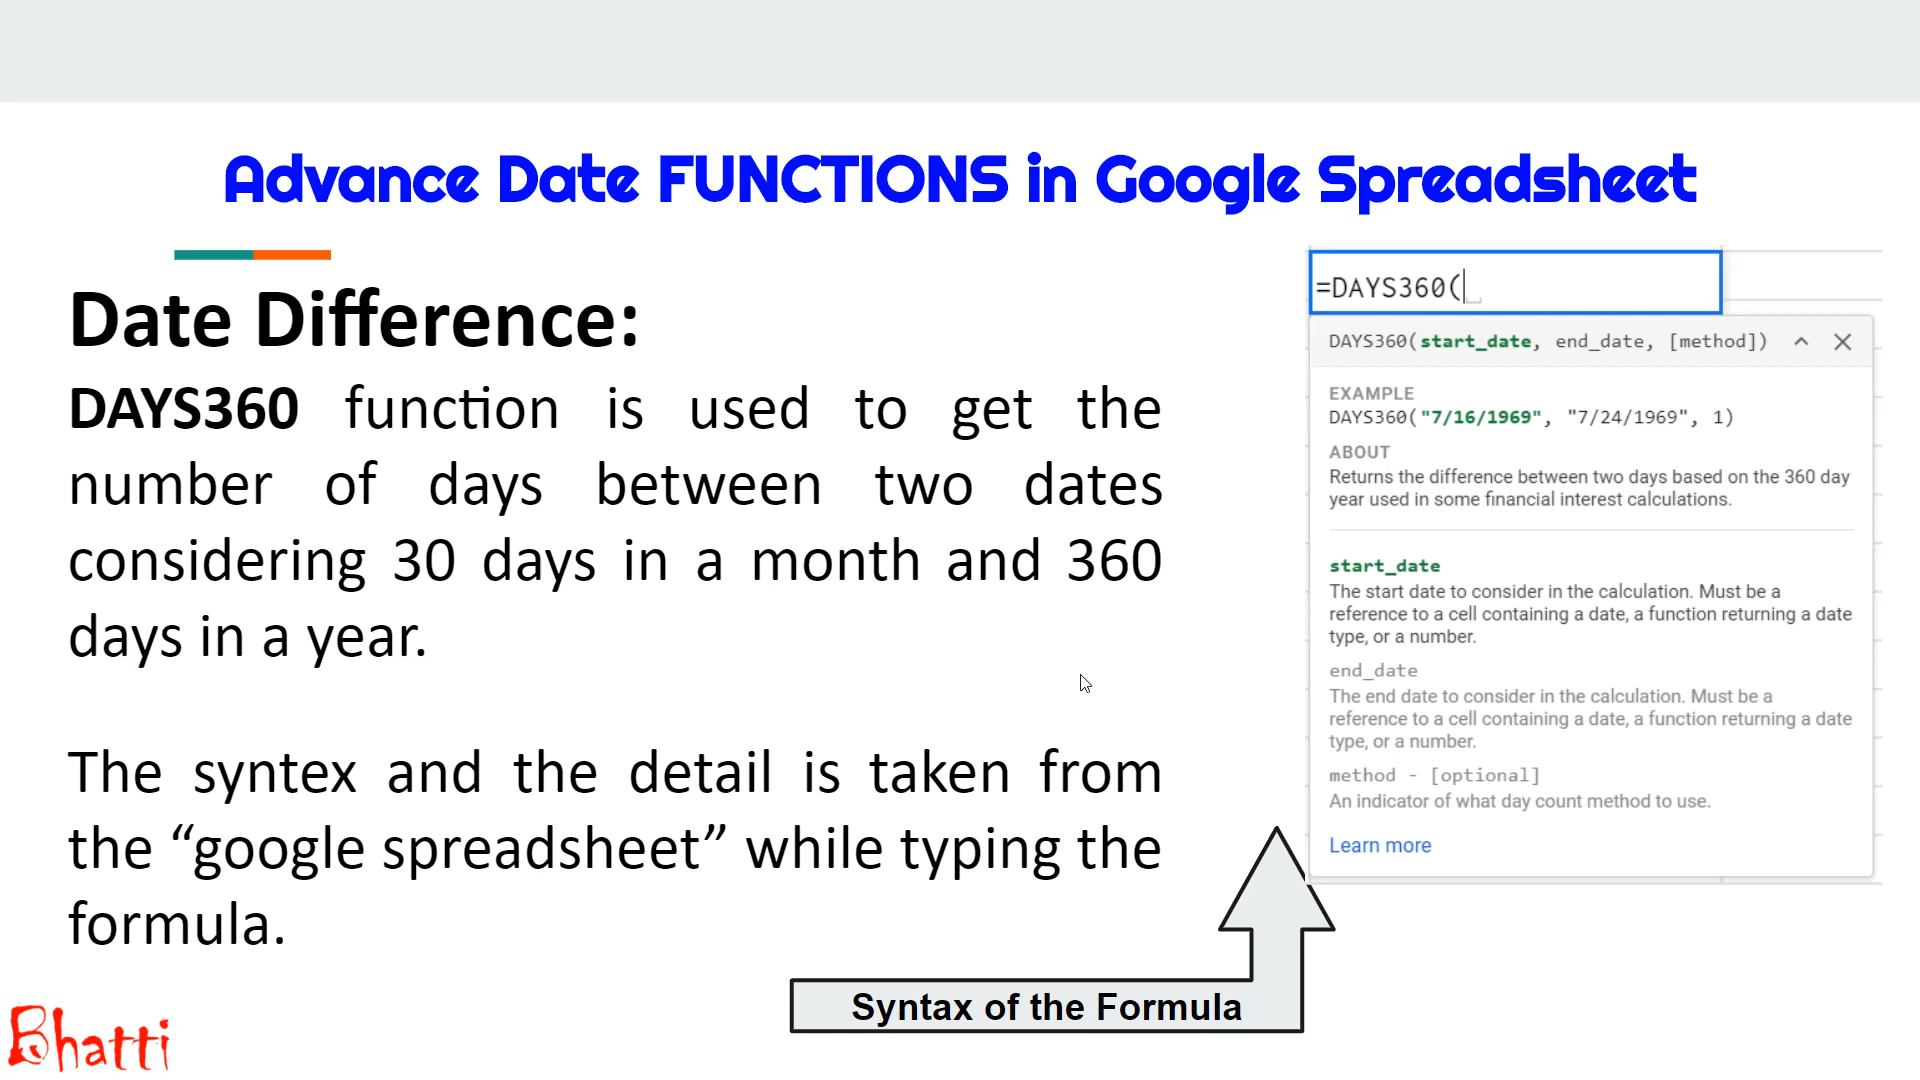 Advance Date FUNCTIONS in Google Spreadsheet
Date Difference:
DAYS360 function is used to get the
number of days between two dates
considering 30 days in a month and 360
days in a year.
The syntex and the detail is taken from
the “google spreadsheet” while typing the
formula.
=DAYS360(
DAYS360(start_date, end_date, [method])
EXAMPLE
DAYS360("7/16/1969", "7/24/1969", 1)
ABOUT
Returns the difference between two days based on the 360 day
year used in some financial interest calculations.
start_date
The start date to consider in the calculation. Must be a
reference to a cell containing a date, a function returning a date
type, or a number.
end_date
The end date to consider in the calculation. Must be a
reference to a cell containing a date, a function returning a date
type, or a number.
method - [optional]
An indicator of what day count method to use.
Learn more
Syntax of the Formula
Bhatti